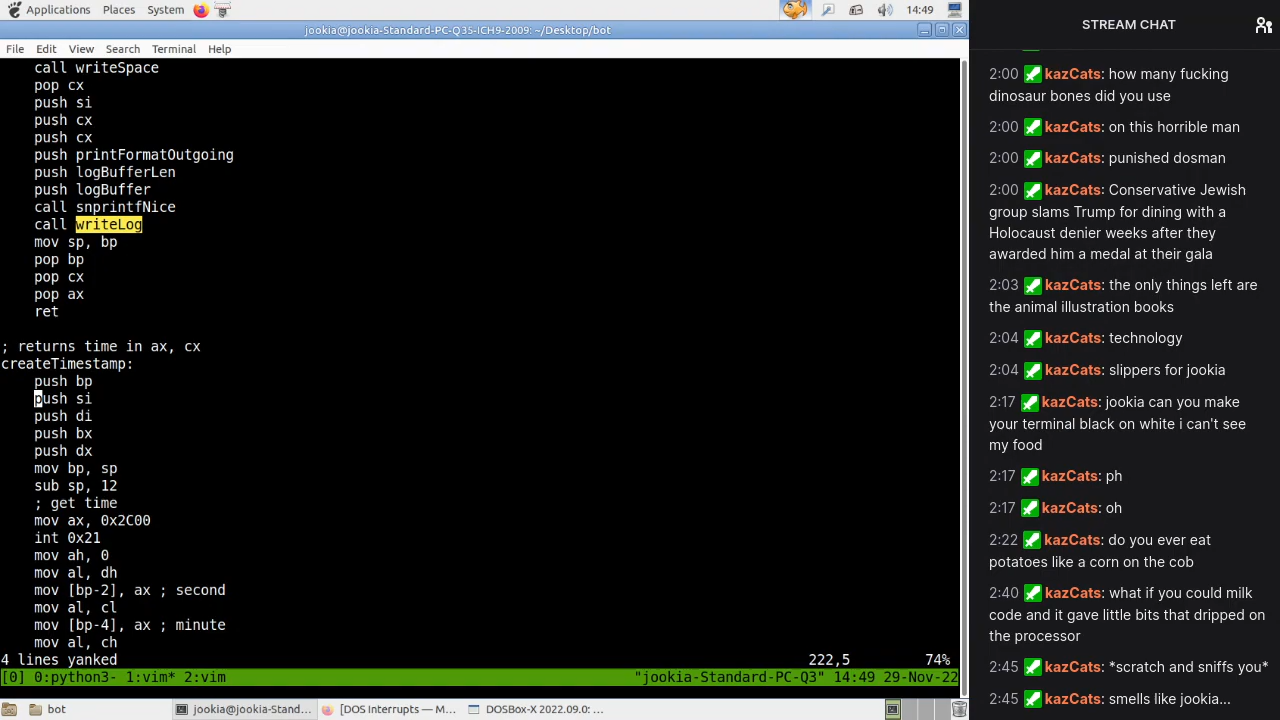 Applications Places System 14:49
jookia@jookia-Standard-PC-Q35-ICH9-2009: ~/Desktop/bot
File Edit View Search Terminal Help
call writeSpace
pop cx
push si
push cx
push cx
push printFormatOutgoing
push logBufferLen
push logBuffer
call snprintfNice
call writeLog
mov sp, bp
pop bp
pop cx
pop ax
ret
; returns time in ax, cx
createTimestamp:
push bp
push si
push di
push bx
push dx
mov bp, sp
sub sp, 12
; get time
mov ax, 0x2C00
int 0x21
mov ah, 0
mov al, dh
mov [bp-2], ax ; second
mov al, cl
mov [bp-4], ax ; minute
mov al, ch
4 lines yanked 222,5 74%
[0] 0:python3- 1:vim* 2:vim "jookia-Standard-PC-Q3" 14:49 29-Nov-22
bot jookia@jookia-Stand... [DOS Interrupts — M... DOSBox-X 2022.09.0: ...
STREAM CHAT
2:00 kazCats: how many fucking
dinosaur bones did you use
2:00 kazCats: on this horrible man
2:00 kazCats: punished dosman
2:00 kazCats: Conservative Jewish
group slams Trump for dining with a
Holocaust denier weeks after they
awarded him a medal at their gala
2:03 kazCats: the only things left are
the animal illustration books
2:04 kazCats: technology
2:04 kazCats: slippers for jookia
2:17 kazCats: jookia can you make
your terminal black on white i can't see
my food
2:17 kazCats: ph
2:17 kazCats: oh
2:22 kazCats: do you ever eat
potatoes like a corn on the cob
2:40 kazCats: what if you could milk
code and it gave little bits that dripped on
the processor
2:45 kazCats: *scratch and sniffs you*
2:45 kazCats: smells like jookia...